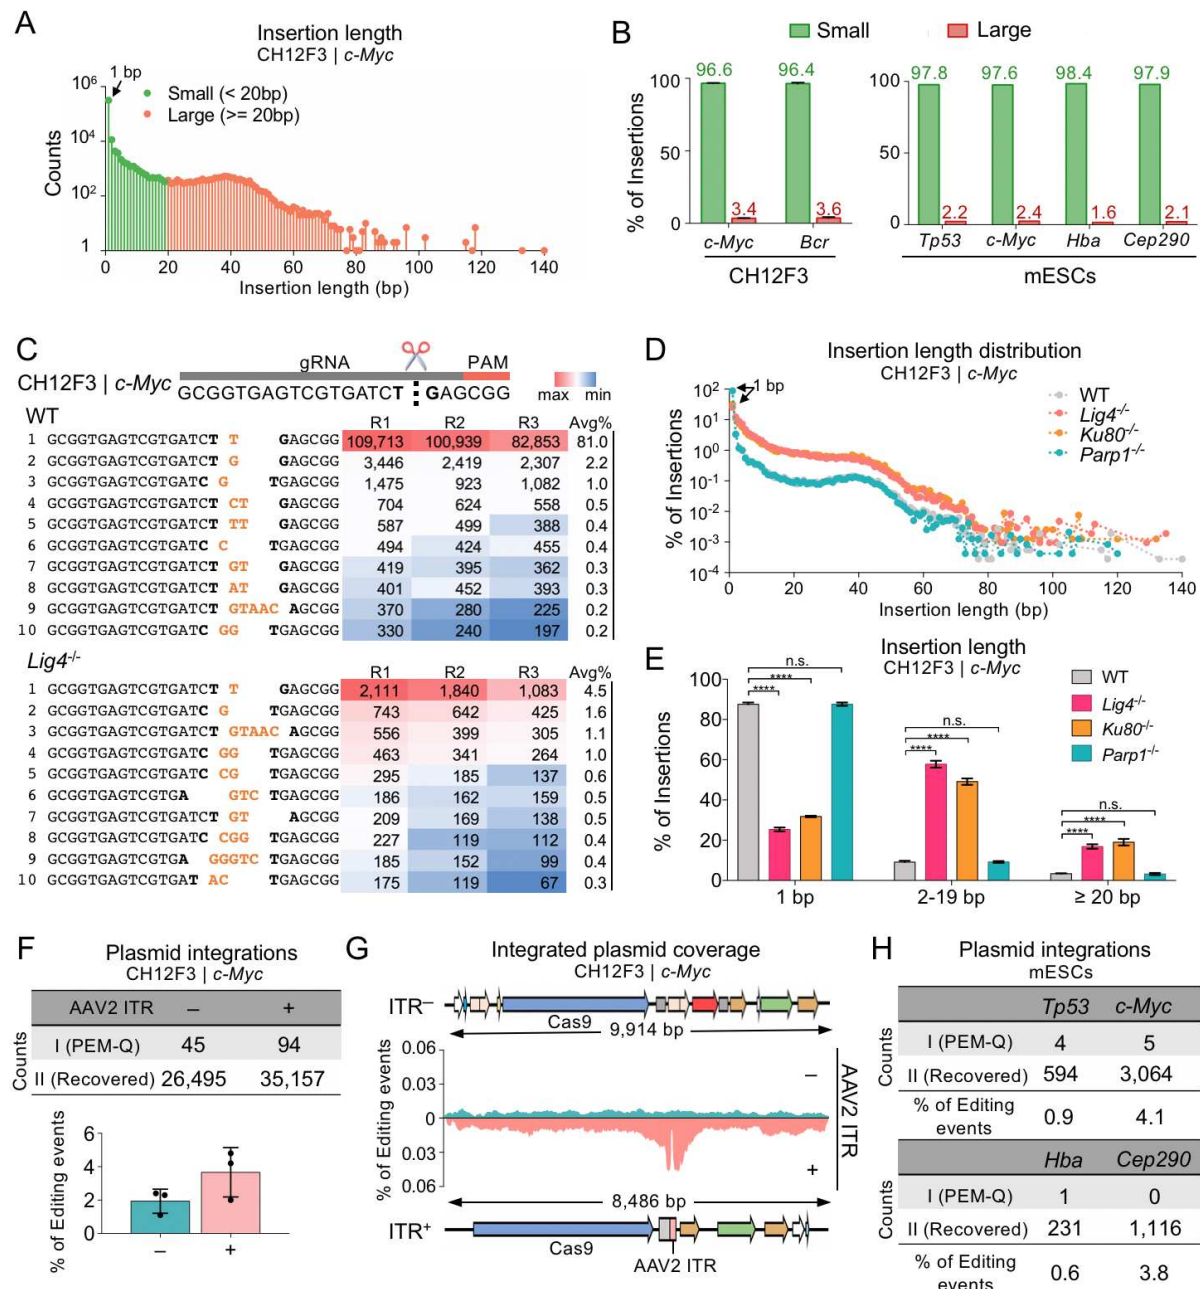 A
Insertion length
CH12F3 | c-Myc
1 bp
Small (< 20bp)
Large (>= 20bp)
Counts
10⁶
10⁴
10²
1
0 20 40 60 80 100 120 140
Insertion length (bp)
B
Small Large
% of Insertions
100
50
0
96.6 96.4
3.4 3.6
c-Myc Bcr
CH12F3
100
50
0
97.8 97.6 98.4 97.9
2.2 2.4 1.6 2.1
Tp53 c-Myc Hba Cep290
mESCs
C
gRNA PAM
CH12F3 | c-Myc
GCGGTGAGTCGTGATCT GAGCGG
max min
WT
R1 R2 R3 Avg%
1 GCGGTGAGTCGTGATCT T GAGCGG 109,713 100,939 82,853 81.0
2 GCGGTGAGTCGTGATCT G GAGCGG 3,446 2,419 2,307 2.2
3 GCGGTGAGTCGTGATC G TGAGCGG 1,475 923 1,082 1.0
4 GCGGTGAGTCGTGATCT CT GAGCGG 704 624 558 0.5
5 GCGGTGAGTCGTGATCT TT GAGCGG 587 499 388 0.4
6 GCGGTGAGTCGTGATC C TGAGCGG 494 424 455 0.4
7 GCGGTGAGTCGTGATCT GT GAGCGG 419 395 362 0.3
8 GCGGTGAGTCGTGATCT AT GAGCGG 401 452 393 0.3
9 GCGGTGAGTCGTGATCT GTAAC AGCGG 370 280 225 0.2
10 GCGGTGAGTCGTGATC GG TGAGCGG 330 240 197 0.2
Lig4⁻/⁻
R1 R2 R3 Avg%
1 GCGGTGAGTCGTGATCT T GAGCGG 2,111 1,840 1,083 4.5
2 GCGGTGAGTCGTGATC G TGAGCGG 743 642 425 1.6
3 GCGGTGAGTCGTGATCT GTAAC AGCGG 556 399 305 1.1
4 GCGGTGAGTCGTGATC GG TGAGCGG 463 341 264 1.0
5 GCGGTGAGTCGTGATC CG TGAGCGG 295 185 137 0.6
6 GCGGTGAGTCGTGA GTC TGAGCGG 186 162 159 0.5
7 GCGGTGAGTCGTGATCT GT AGCGG 209 169 138 0.5
8 GCGGTGAGTCGTGATC CGG TGAGCGG 227 119 112 0.4
9 GCGGTGAGTCGTGA GGGTC TGAGCGG 185 152 99 0.4
10 GCGGTGAGTCGTGAT AC TGAGCGG 175 119 67 0.3
D
Insertion length distribution
CH12F3 | c-Myc
1 bp
WT
Lig4⁻/⁻
Ku80⁻/⁻
Parp1⁻/⁻
% of Insertions
10²
10¹
10⁰
10⁻¹
10⁻²
10⁻³
10⁻⁴
0 20 40 60 80 100 120 140
Insertion length (bp)
E
Insertion length
CH12F3 | c-Myc
WT
Lig4⁻/⁻
Ku80⁻/⁻
Parp1⁻/⁻
% of Insertions
100
80
60
40
20
0
n.s.
****
****
n.s.
****
****
n.s.
****
****
1 bp 2-19 bp ≥ 20 bp
F
Plasmid integrations
CH12F3 | c-Myc
AAV2 ITR – +
Counts
I (PEM-Q) 45 94
II (Recovered) 26,495 35,157
% of Editing events
6
4
2
0
– +
G
Integrated plasmid coverage
CH12F3 | c-Myc
ITR⁻
Cas9
9,914 bp
% of Editing events
0.06
0.03
0
0.03
0.06
–
+
AAV2 ITR
8,486 bp
ITR⁺
Cas9
AAV2 ITR
H
Plasmid integrations
mESCs
Tp53 c-Myc
Counts
I (PEM-Q) 4 5
II (Recovered) 594 3,064
% of Editing events 0.9 4.1
Hba Cep290
Counts
I (PEM-Q) 1 0
II (Recovered) 231 1,116
% of Editing events 0.6 3.8